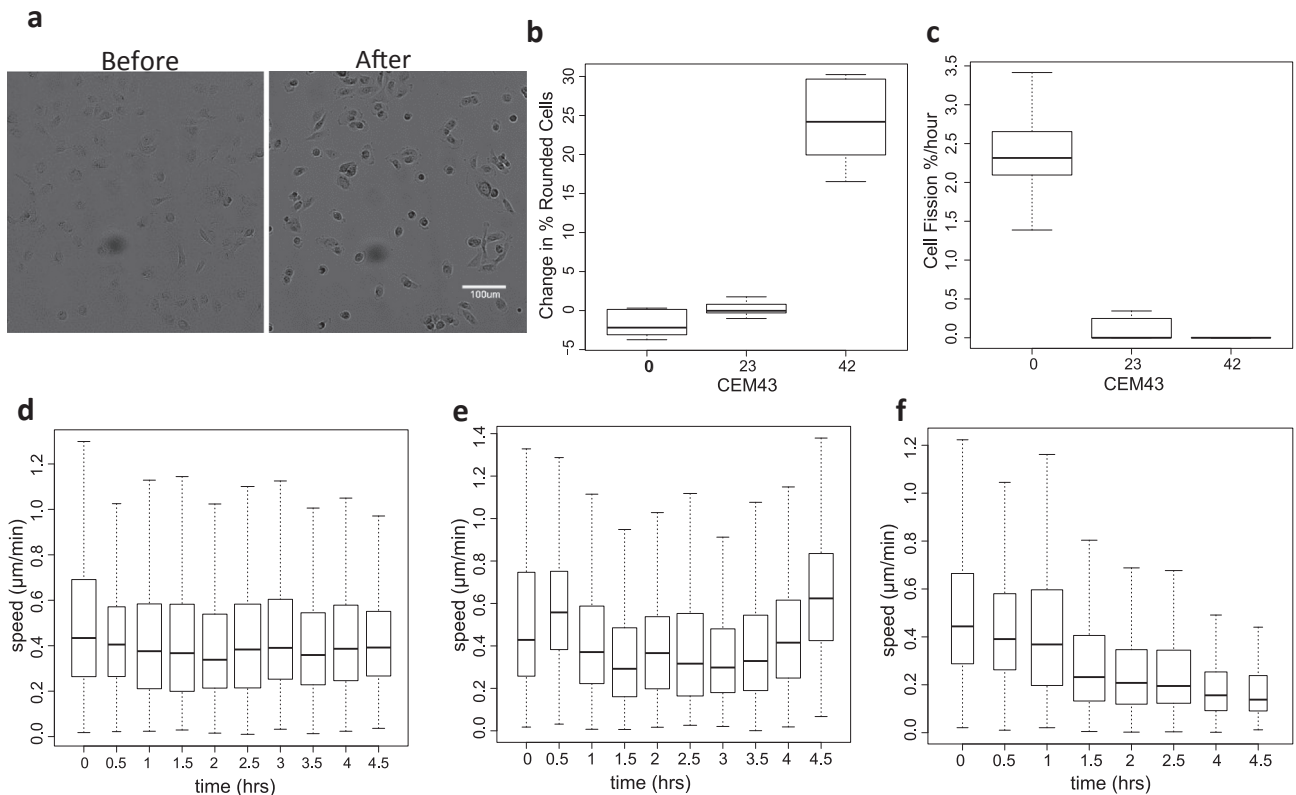 a
Before
After
100um
b
Change in % Rounded Cells
30
25
20
15
10
5
0
−5
0 23 42
CEM43
c
Cell Fission %/hour
3.5
3.0
2.5
2.0
1.5
1.0
0.5
0.0
0 23 42
CEM43
d
speed (μm/min)
1.2
1.0
0.8
0.6
0.4
0.2
0.0
0 0.5 1 1.5 2 2.5 3 3.5 4 4.5
time (hrs)
e
speed (μm/min)
1.4
1.2
1.0
0.8
0.6
0.4
0.2
0.0
0 0.5 1 1.5 2 2.5 3 3.5 4 4.5
time (hrs)
f
speed (μm/min)
1.2
1.0
0.8
0.6
0.4
0.2
0.0
0 0.5 1 1.5 2 2.5 4 4.5
time (hrs)